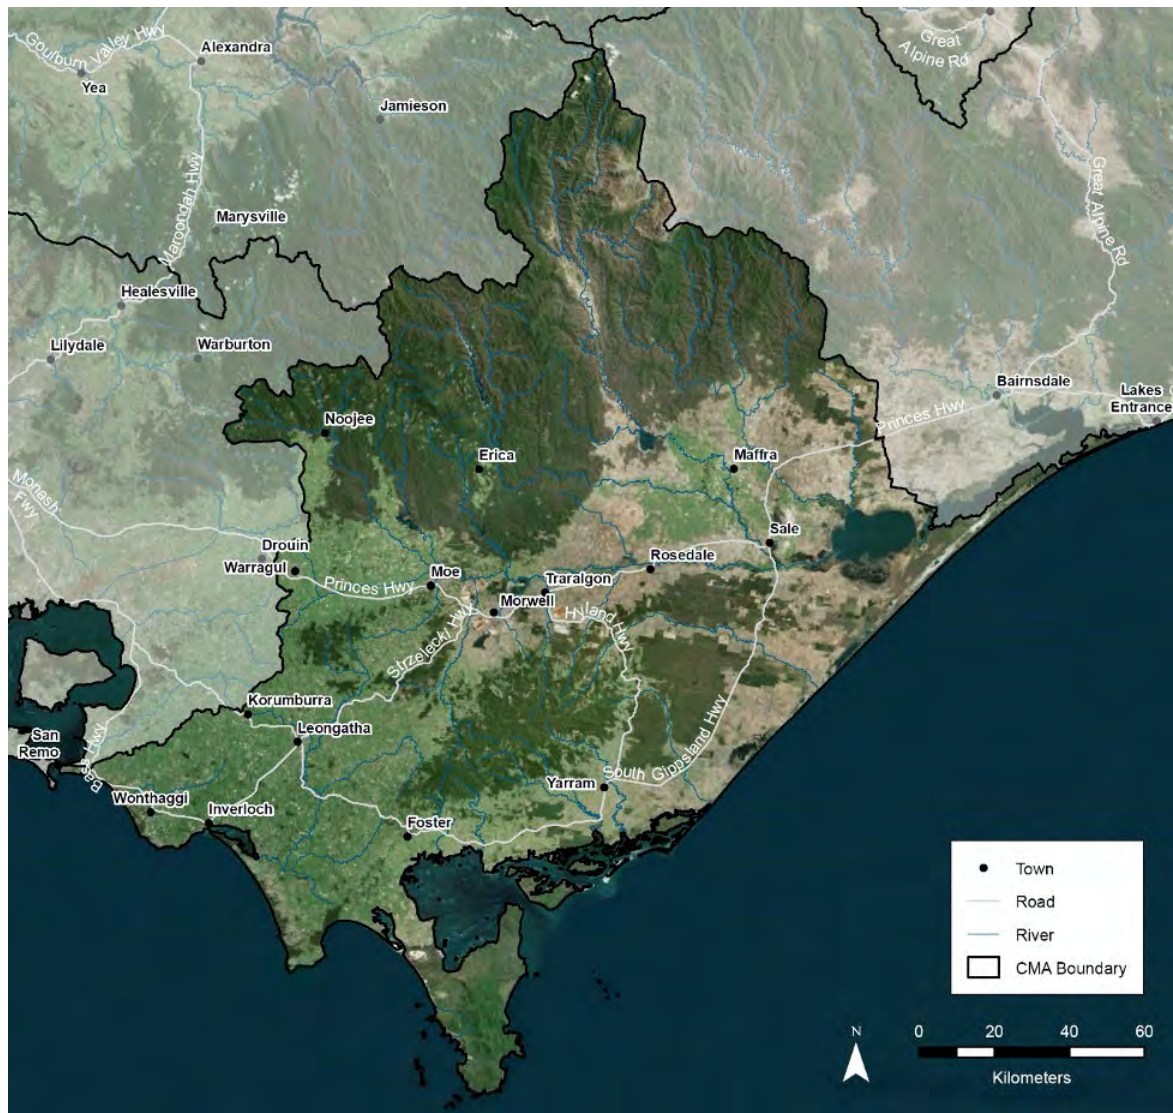 Goulburn Valley Hwy
Alexandra
Great
Alpine Rd
Yea
Jamieson
Maroondah Hwy
Marysville
Great Alpine Rd
Healesville
Lilydale
Warburton
Bairnsdale
Lakes
Entrance
Princes Hwy
Noojee
Erica
Maffra
Monash
Fwy
Sale
Drouin
Warragul
Rosedale
Moe
Princes Hwy
Traralgon
Morwell
Hyland Hwy
Strzelecki Hwy
Korumburra
Leongatha
San
Remo
Bass Hwy
South Gippsland Hwy
Yarram
Wonthaggi
Inverloch
Foster
Town
Road
River
CMA Boundary
N
0 20 40 60
Kilometers